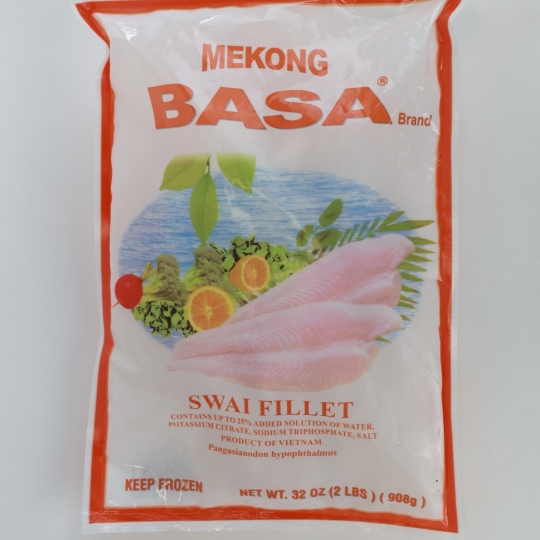 MEKONG
BASA®
Brand
SWAI FILLET
CONTAINS UP TO 25% ADDED SOLUTION OF WATER,
POTASSIUM CITRATE, SODIUM TRIPHOSPHATE, SALT
PRODUCT OF VIETNAM
Pangasianodon hypophthalmus
KEEP FROZEN
NET WT. 32 OZ (2 LBS ) ( 908g )